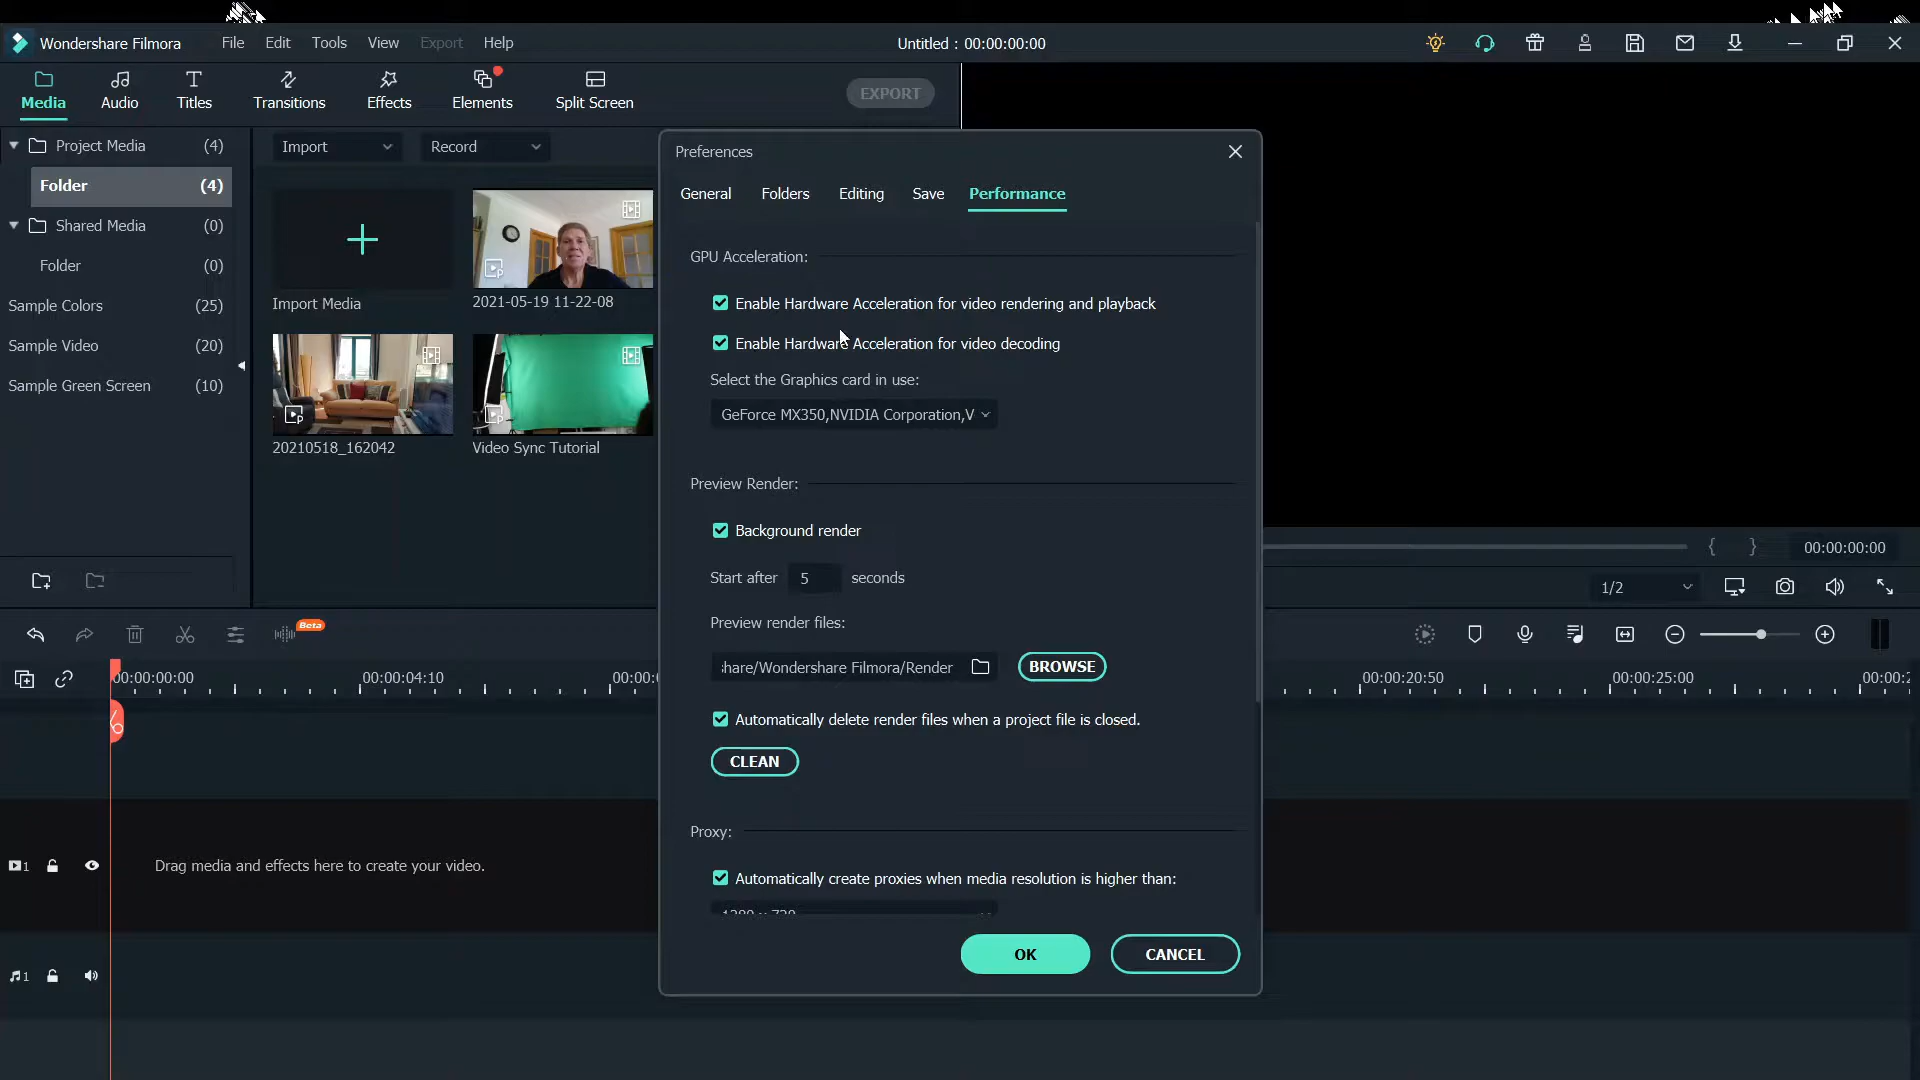 Wondershare Filmora File Edit Tools View Export Help Untitled : 00:00:00:00
Media Audio Titles Transitions Effects Elements Split Screen EXPORT
Project Media (4)
Folder (4)
Shared Media (0)
Folder (0)
Sample Colors (25)
Sample Video (20)
Sample Green Screen (10)
Import Record
Import Media
2021-05-19 11-22-08
20210518_162042
Video Sync Tutorial
Preferences
General Folders Editing Save Performance
GPU Acceleration:
Enable Hardware Acceleration for video rendering and playback
Enable Hardware Acceleration for video decoding
Select the Graphics card in use:
GeForce MX350,NVIDIA Corporation,V
Preview Render:
Background render
Start after 5 seconds
Preview render files:
hare/Wondershare Filmora/Render BROWSE
Automatically delete render files when a project file is closed.
CLEAN
Proxy:
Automatically create proxies when media resolution is higher than:
OK CANCEL
{ } 00:00:00:00
1/2
Beta
00:00:00:00 00:00:04:10 00:00: 00:00:20:50 00:00:25:00 00:00:2
1
Drag media and effects here to create your video.
1